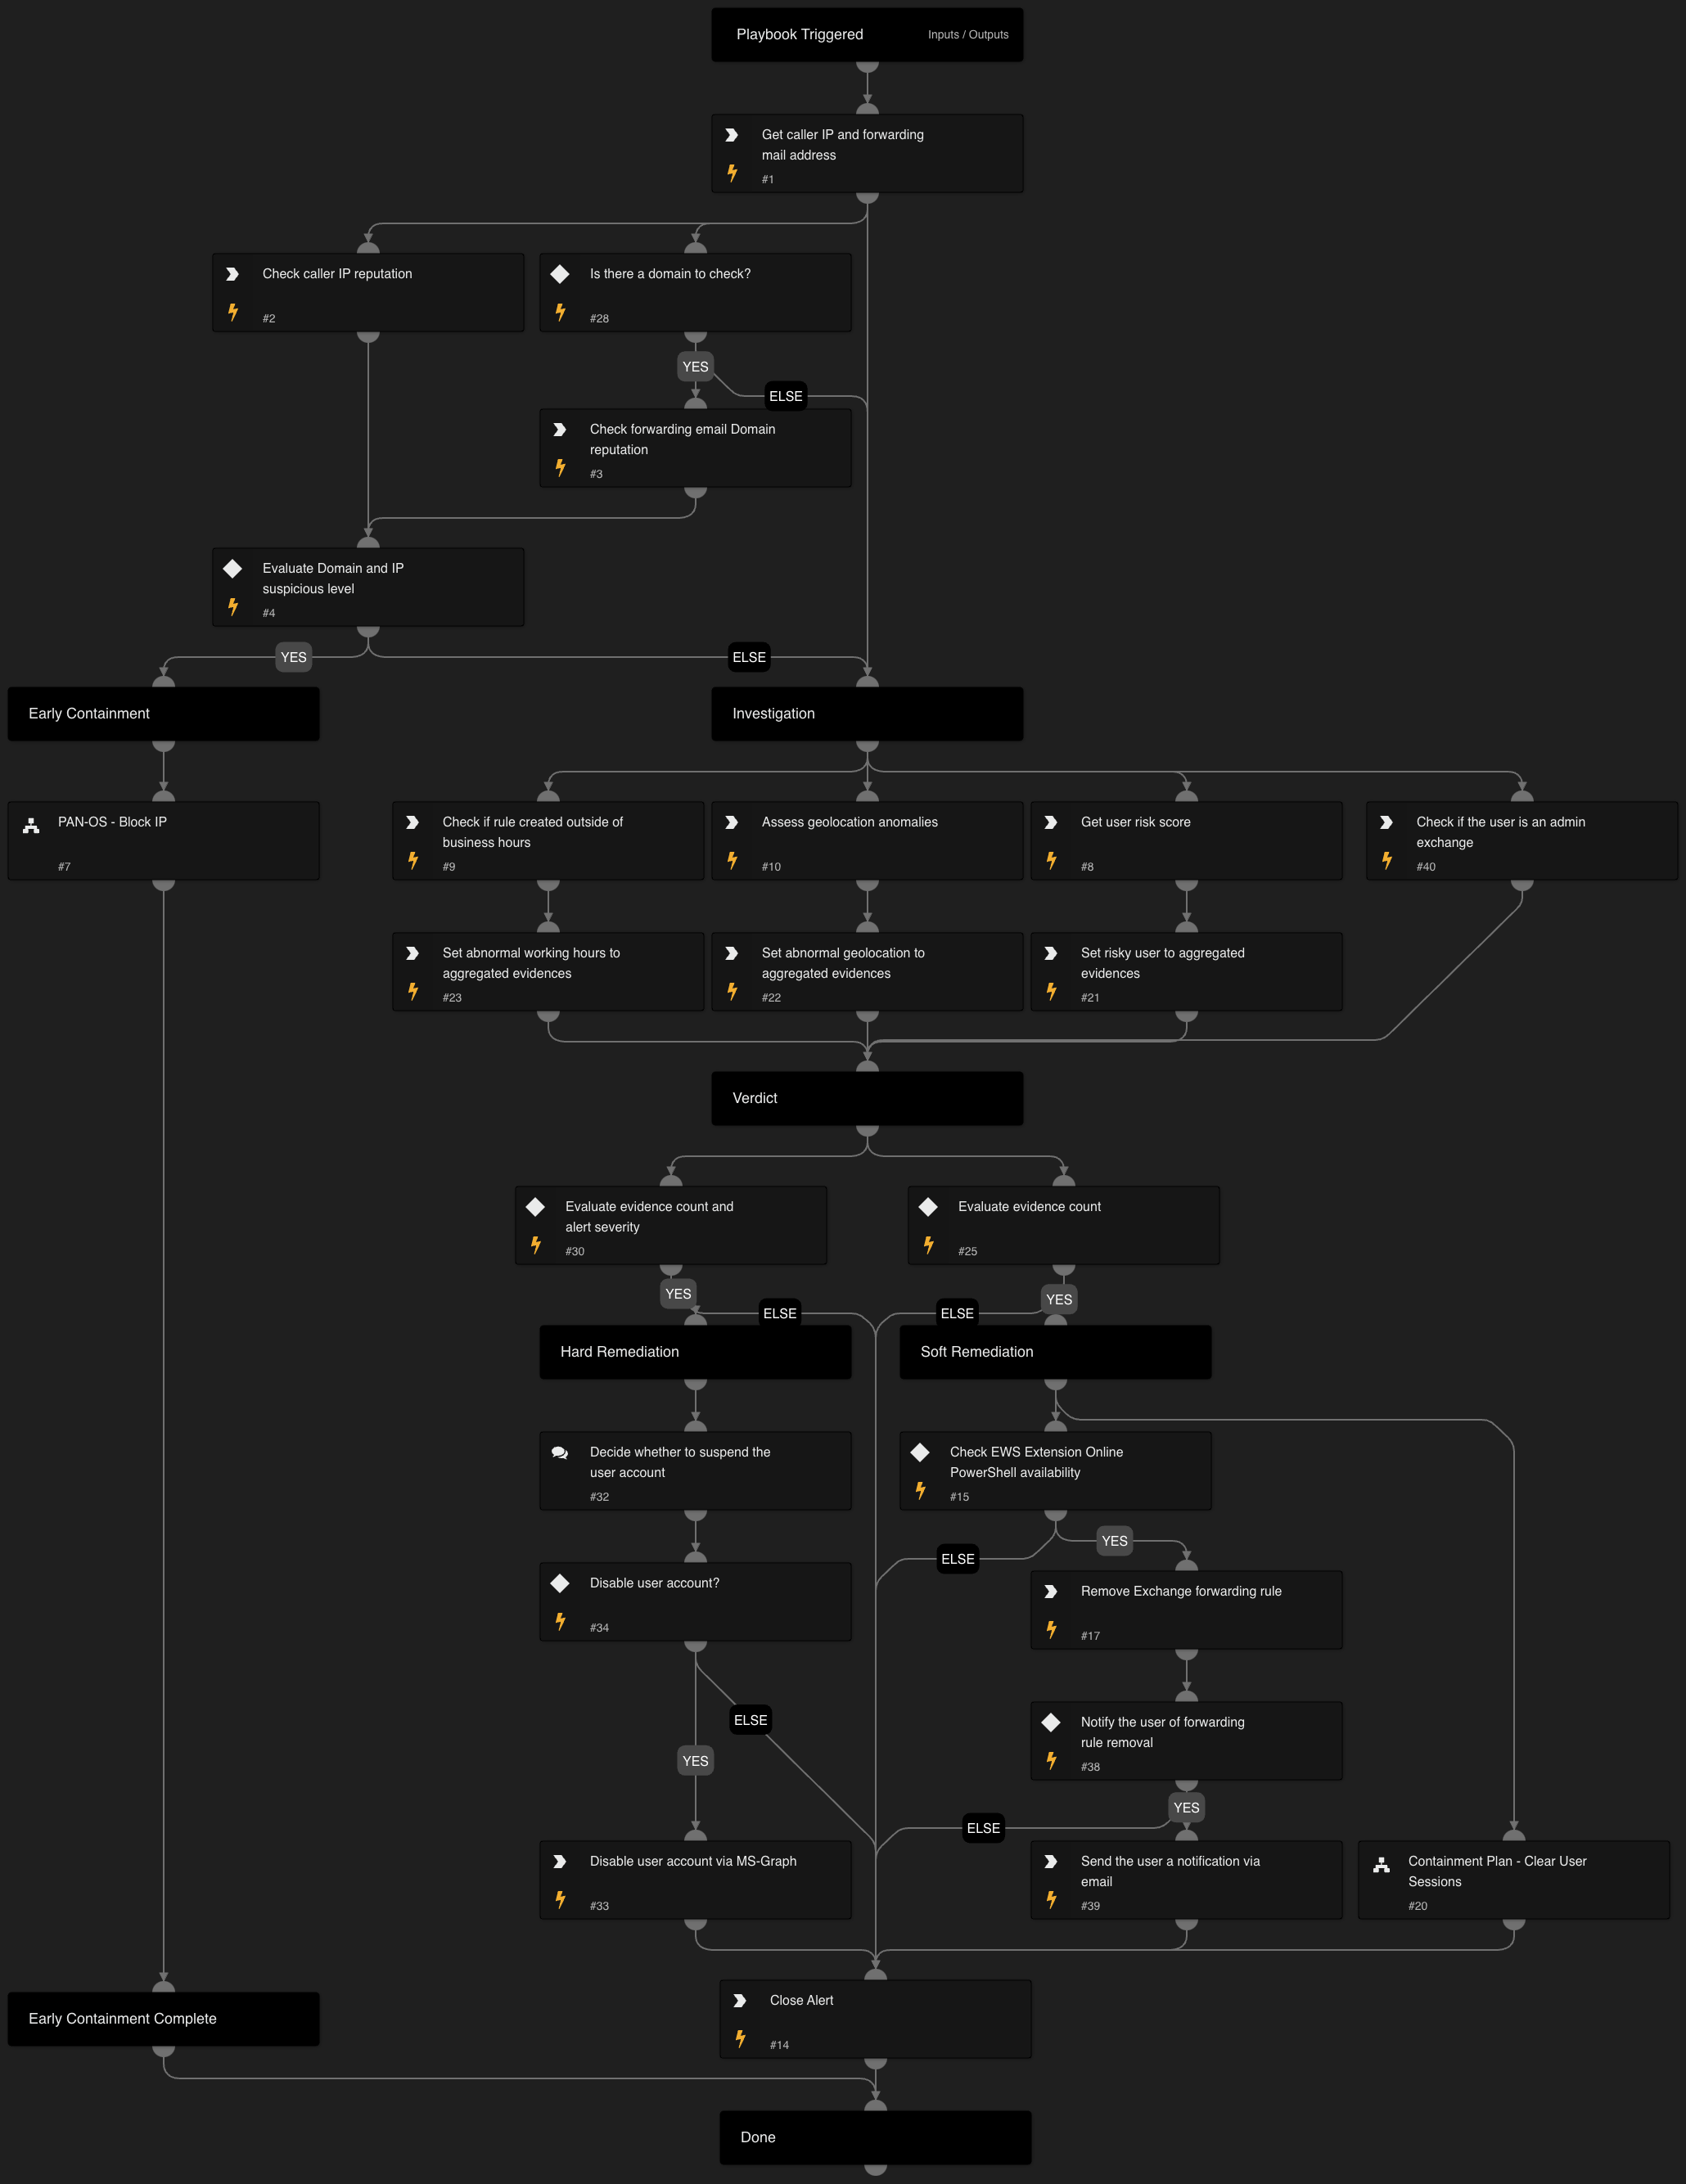 Playbook Triggered
Inputs / Outputs
Get caller IP and forwarding
mail address
#1
Check caller IP reputation
#2
Is there a domain to check?
#28
YES
ELSE
Check forwarding email Domain
reputation
#3
Evaluate Domain and IP
suspicious level
#4
YES
ELSE
Early Containment
Investigation
PAN-OS - Block IP
#7
Check if rule created outside of
business hours
#9
Assess geolocation anomalies
#10
Get user risk score
#8
Check if the user is an admin
exchange
#40
Set abnormal working hours to
aggregated evidences
#23
Set abnormal geolocation to
aggregated evidences
#22
Set risky user to aggregated
evidences
#21
Verdict
Evaluate evidence count and
alert severity
#30
Evaluate evidence count
#25
YES
YES
ELSE
ELSE
Hard Remediation
Soft Remediation
Decide whether to suspend the
user account
#32
Check EWS Extension Online
PowerShell availability
#15
YES
ELSE
Disable user account?
#34
Remove Exchange forwarding rule
#17
ELSE
YES
Notify the user of forwarding
rule removal
#38
YES
ELSE
Disable user account via MS-Graph
#33
Send the user a notification via
email
#39
Containment Plan - Clear User
Sessions
#20
Early Containment Complete
Close Alert
#14
Done